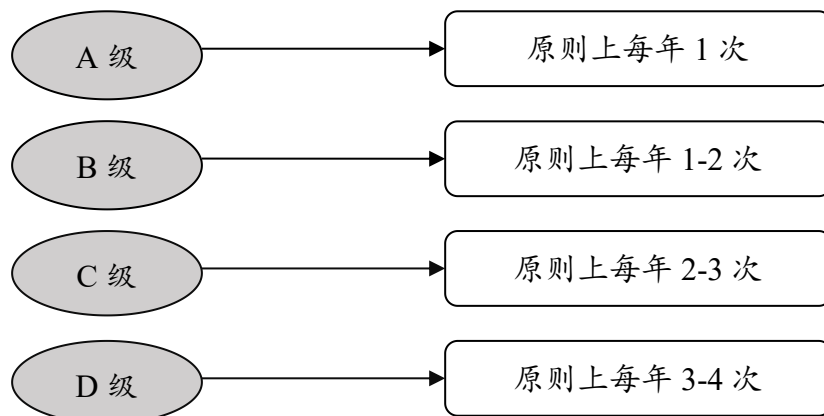 A 级
原则上每年 1 次
B 级
原则上每年 1-2 次
C 级
原则上每年 2-3 次
D 级
原则上每年 3-4 次